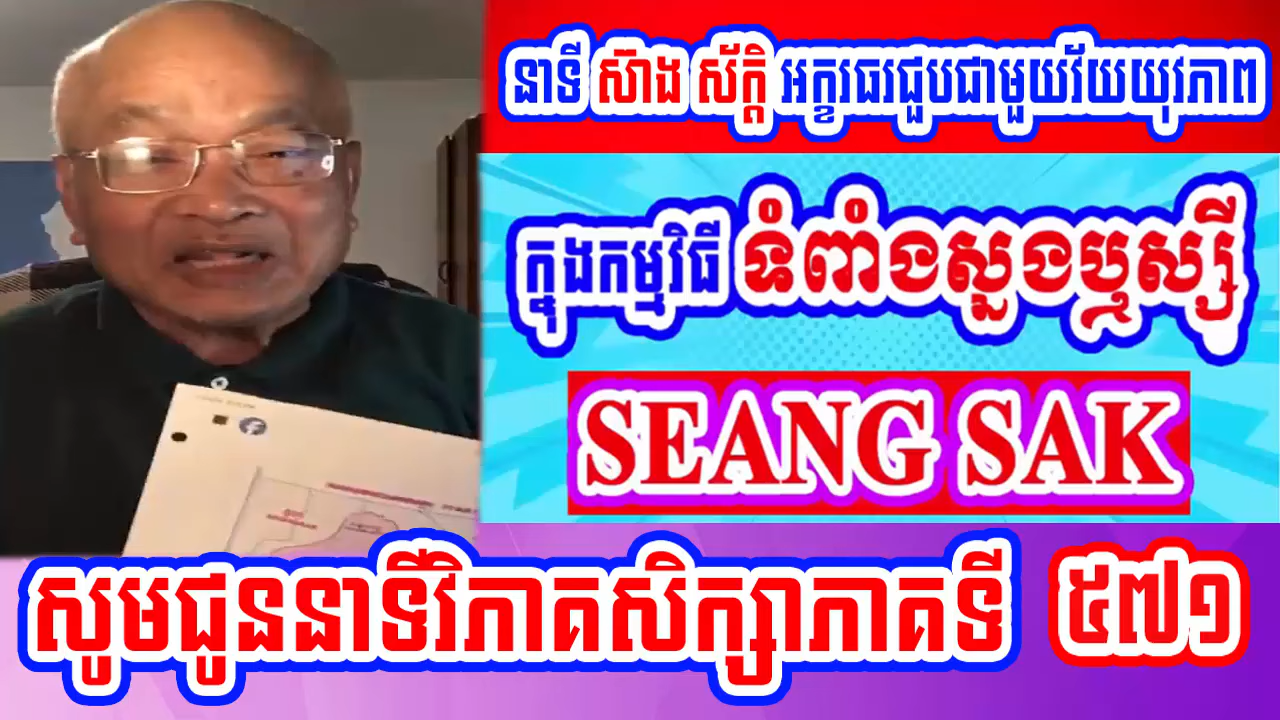 នាទី ស៊ាង ស័ក្តិ អក្ខរធរជួបជាមួយវ័យយុវភាព
ក្នុងកម្មវិធី ទំពាំងស្នងឬស្សី
SEANG SAK
សូមជូននាទីវិភាគសិក្សាភាគទី ៥៧១